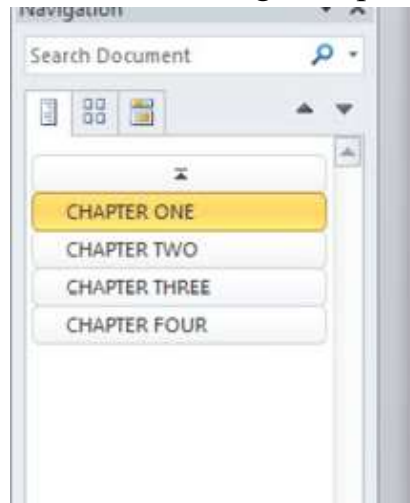 Navigation
Search Document
CHAPTER ONE
CHAPTER TWO
CHAPTER THREE
CHAPTER FOUR